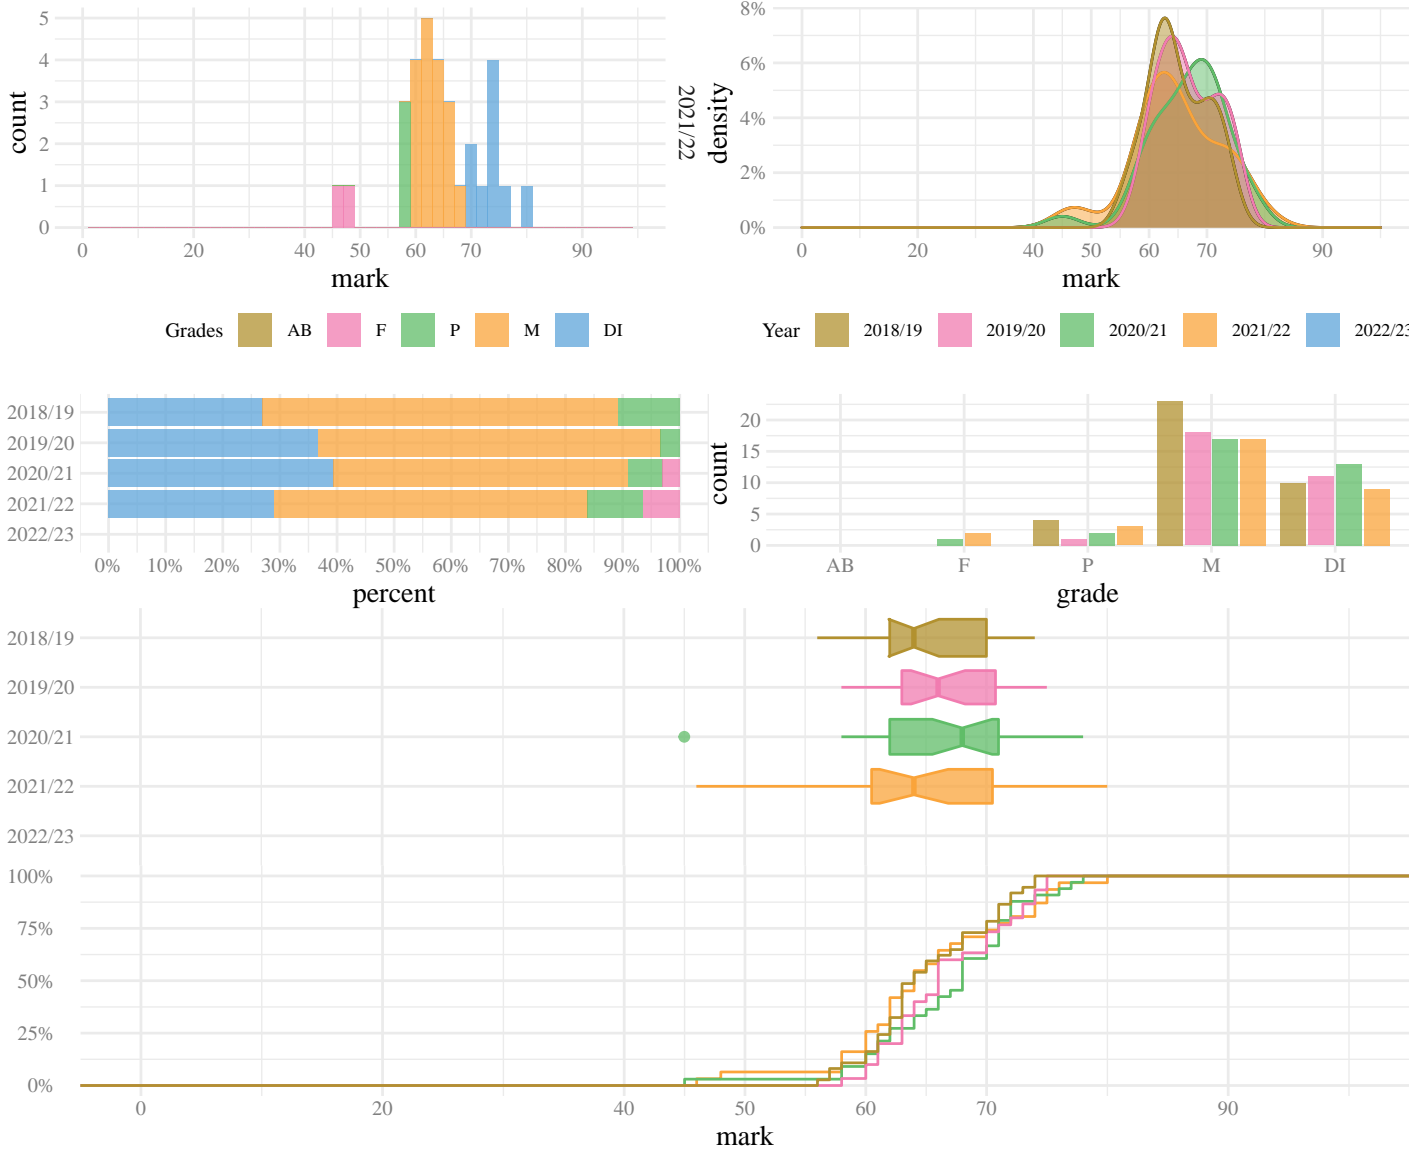 5
4
3
2
1
0
count
0 20 40 50 60 70 90
mark
2021/22
8%
6%
4%
2%
0%
density
0 20 40 50 60 70 90
mark
Grades AB F P M DI
Year 2018/19 2019/20 2020/21 2021/22 2022/23
2018/19
2019/20
2020/21
2021/22
2022/23
0% 10% 20% 30% 40% 50% 60% 70% 80% 90% 100%
percent
20
15
10
5
0
count
AB F P M DI
grade
2018/19
2019/20
2020/21
2021/22
2022/23
100%
75%
50%
25%
0%
0 20 40 50 60 70 90
mark